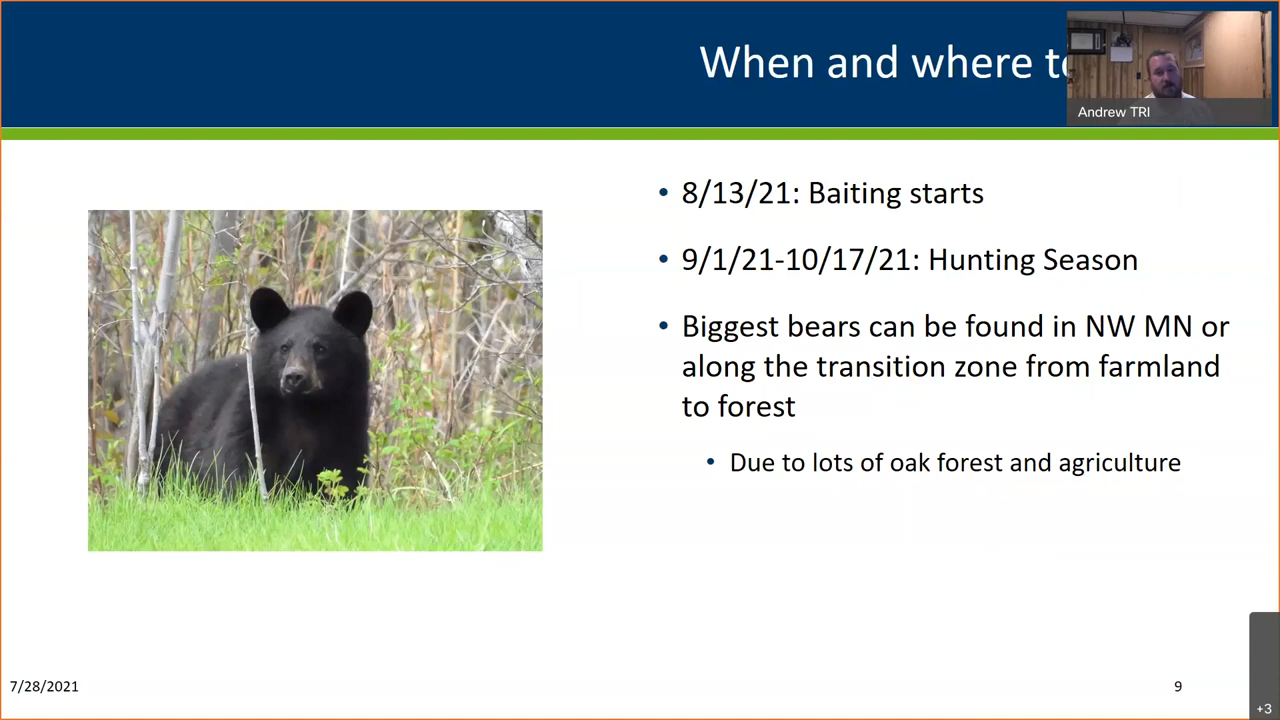 When and where to
Andrew TRI
• 8/13/21: Baiting starts
• 9/1/21-10/17/21: Hunting Season
• Biggest bears can be found in NW MN or
along the transition zone from farmland
to forest
• Due to lots of oak forest and agriculture
7/28/2021
9
+3